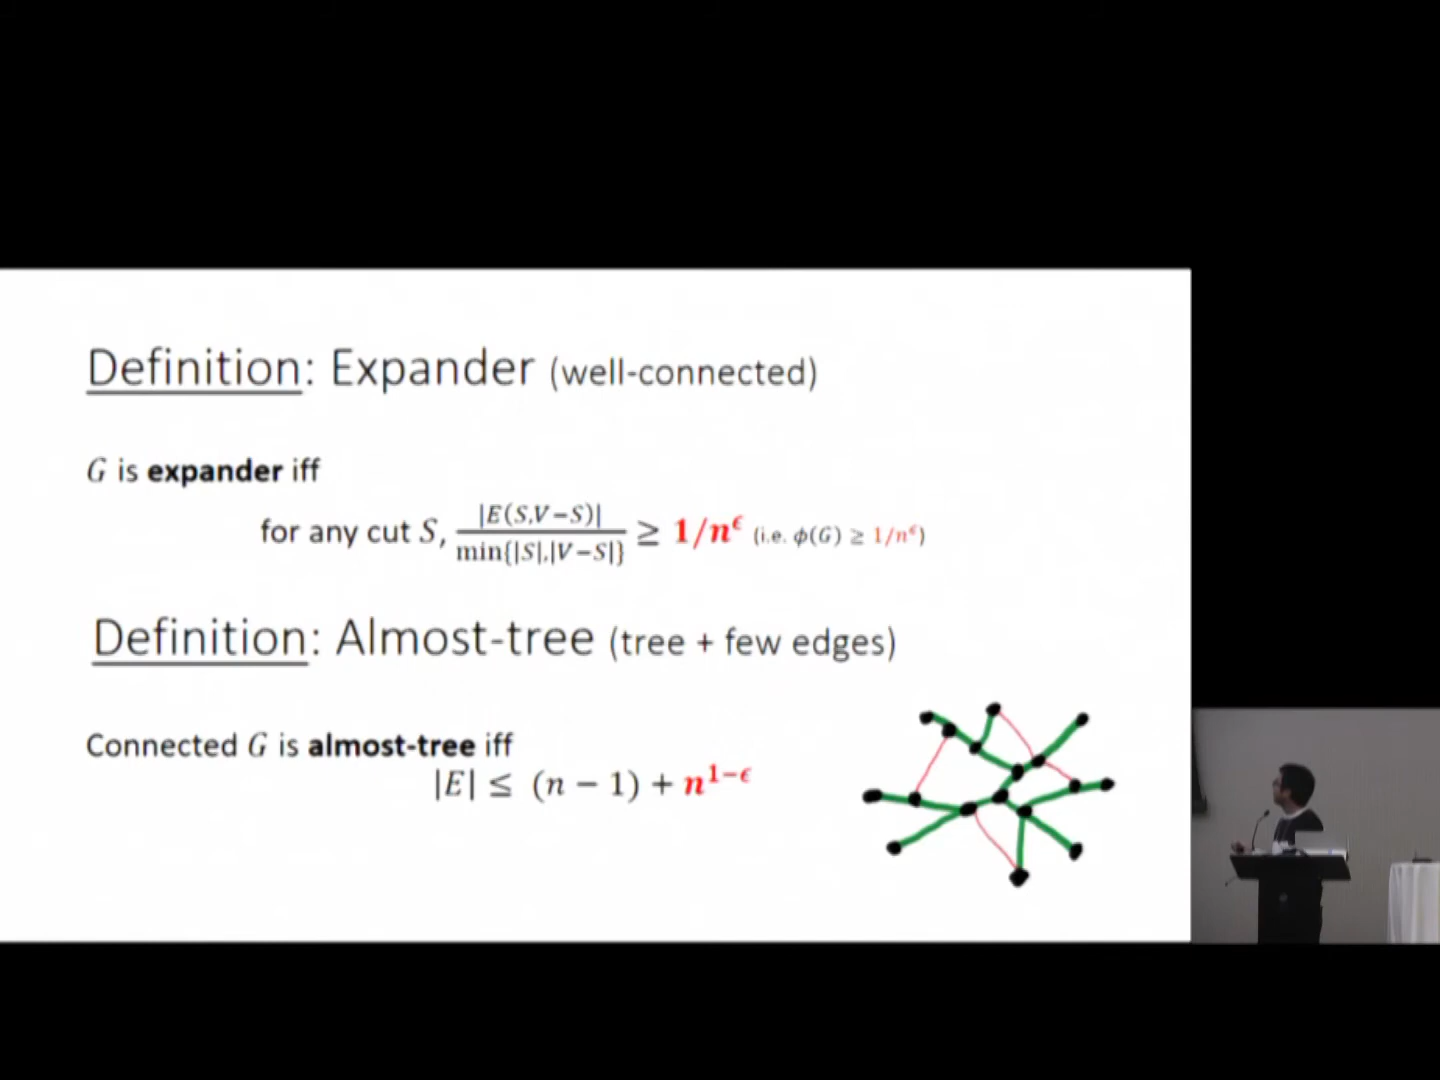 Definition: Expander (well-connected)
G is expander iff
for any cut S, |E(S,V−S)| / min{|S|,|V−S|} ≥ 1/n^ϵ (i.e. ϕ(G) ≥ 1/n^ϵ)
Definition: Almost-tree (tree + few edges)
Connected G is almost-tree iff
|E| ≤ (n − 1) + n^{1−ϵ}